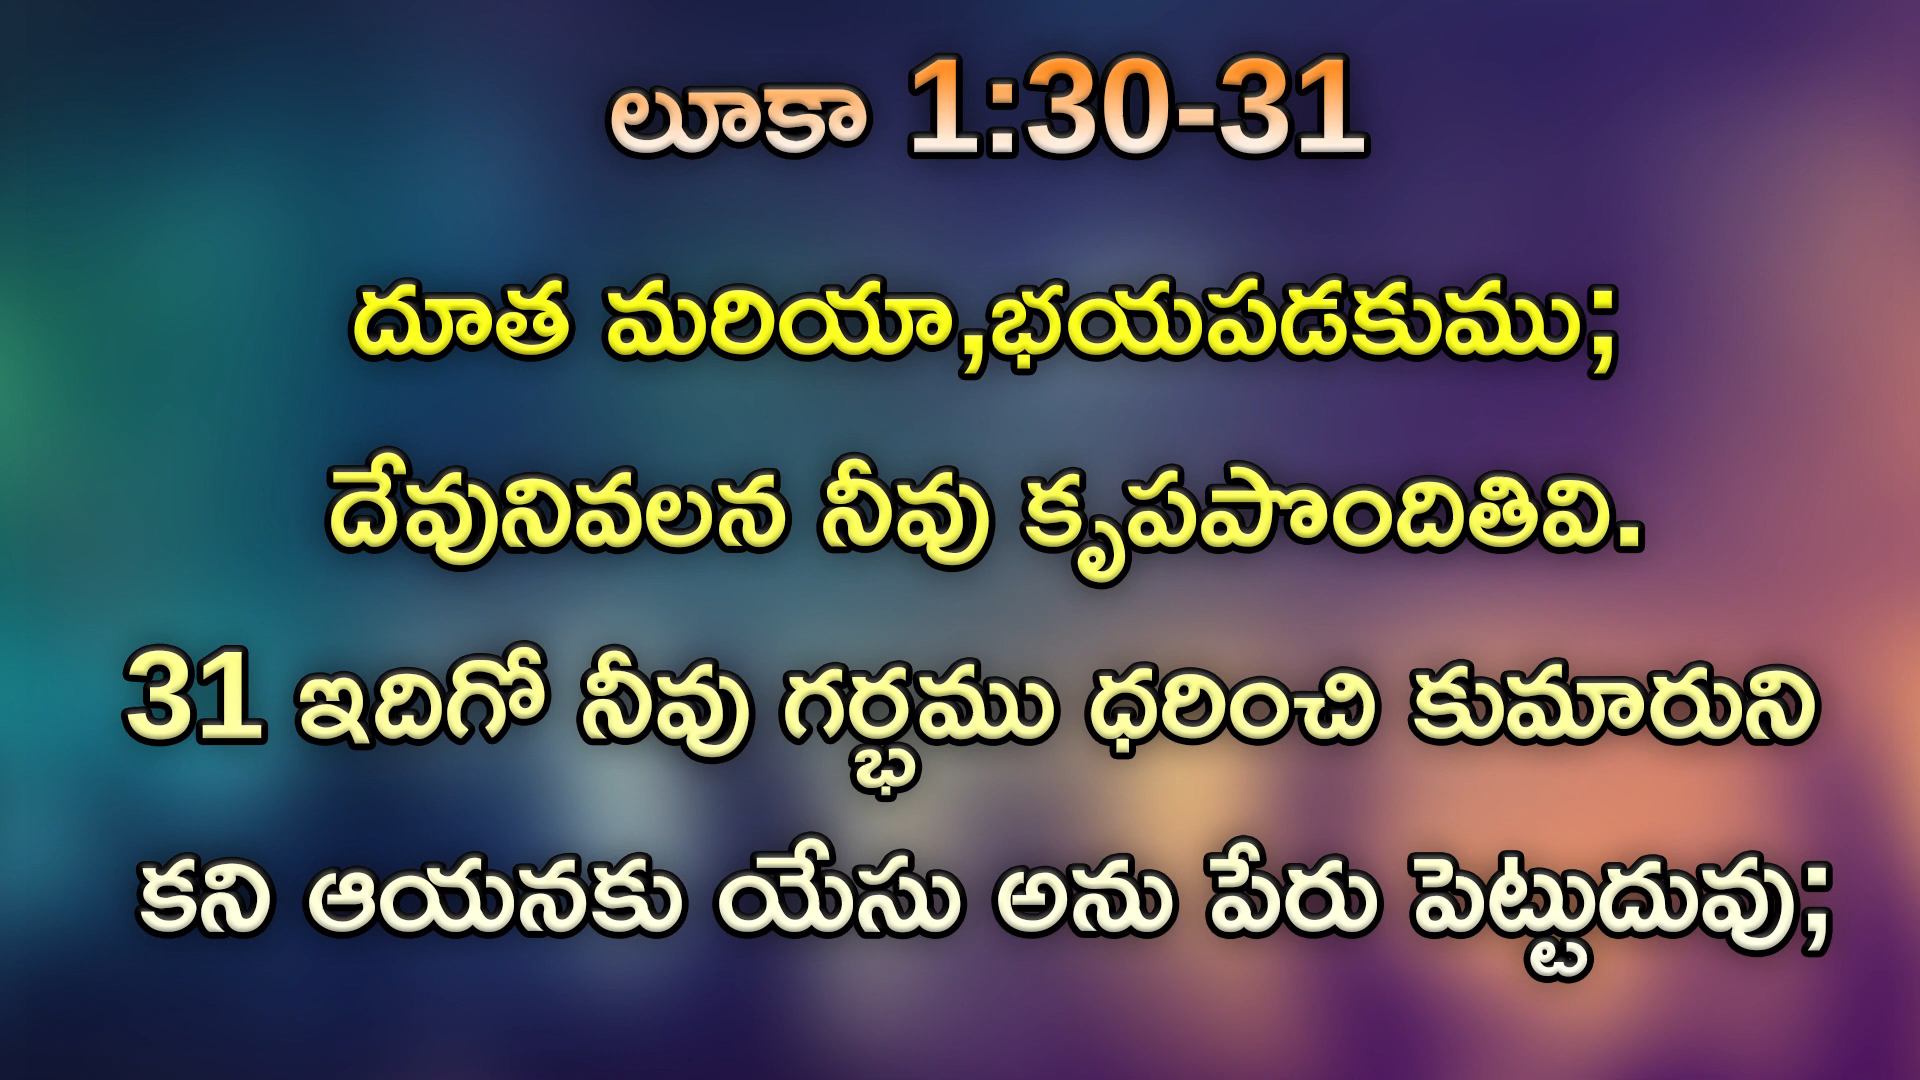 లూకా 1:30-31
దూత మరియా,భయపడకుము;
దేవునివలన నీవు కృపపొందితివి.
31 ఇదిగో నీవు గర్భము ధరించి కుమారుని
కని ఆయనకు యేసు అను పేరు పెట్టుదువు;